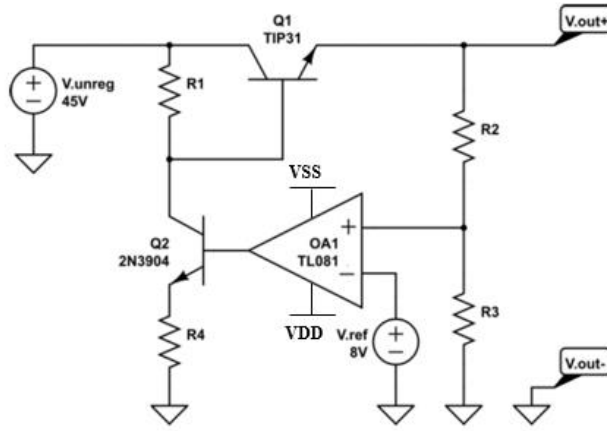 Q1
TIP31
V.out+
V.unreg
45V
R1
R2
VSS
Q2
2N3904
OA1
TL081
+
−
VDD
V.ref
8V
R3
R4
V.out-